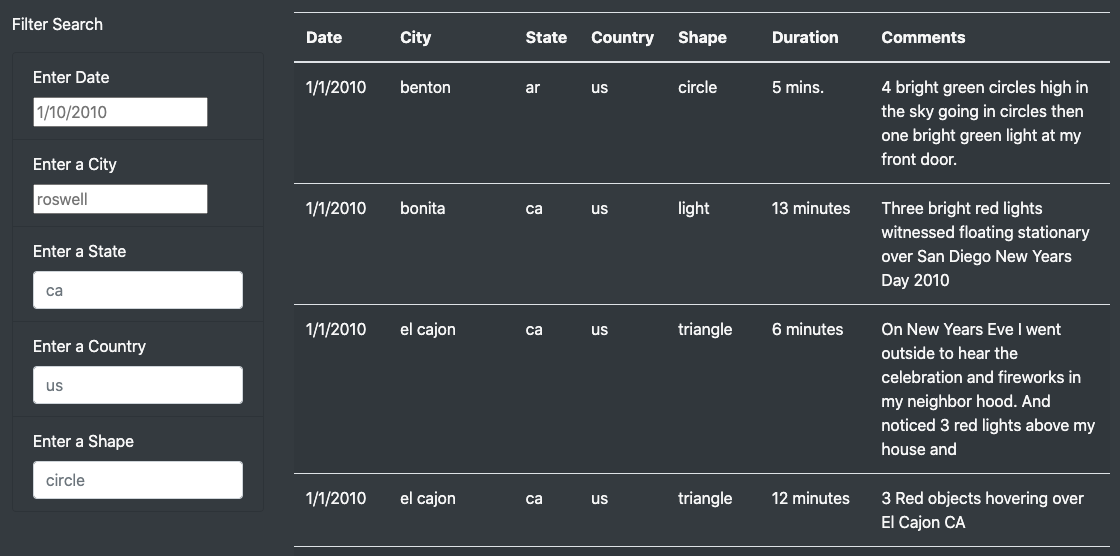 Filter Search
Enter Date
1/10/2010
Enter a City
roswell
Enter a State
ca
Enter a Country
us
Enter a Shape
circle
Date City State Country Shape Duration Comments
1/1/2010 benton ar us circle 5 mins. 4 bright green circles high in
the sky going in circles then
one bright green light at my
front door.
1/1/2010 bonita ca us light 13 minutes Three bright red lights
witnessed floating stationary
over San Diego New Years
Day 2010
1/1/2010 el cajon ca us triangle 6 minutes On New Years Eve I went
outside to hear the
celebration and fireworks in
my neighbor hood. And
noticed 3 red lights above my
house and
1/1/2010 el cajon ca us triangle 12 minutes 3 Red objects hovering over
El Cajon CA